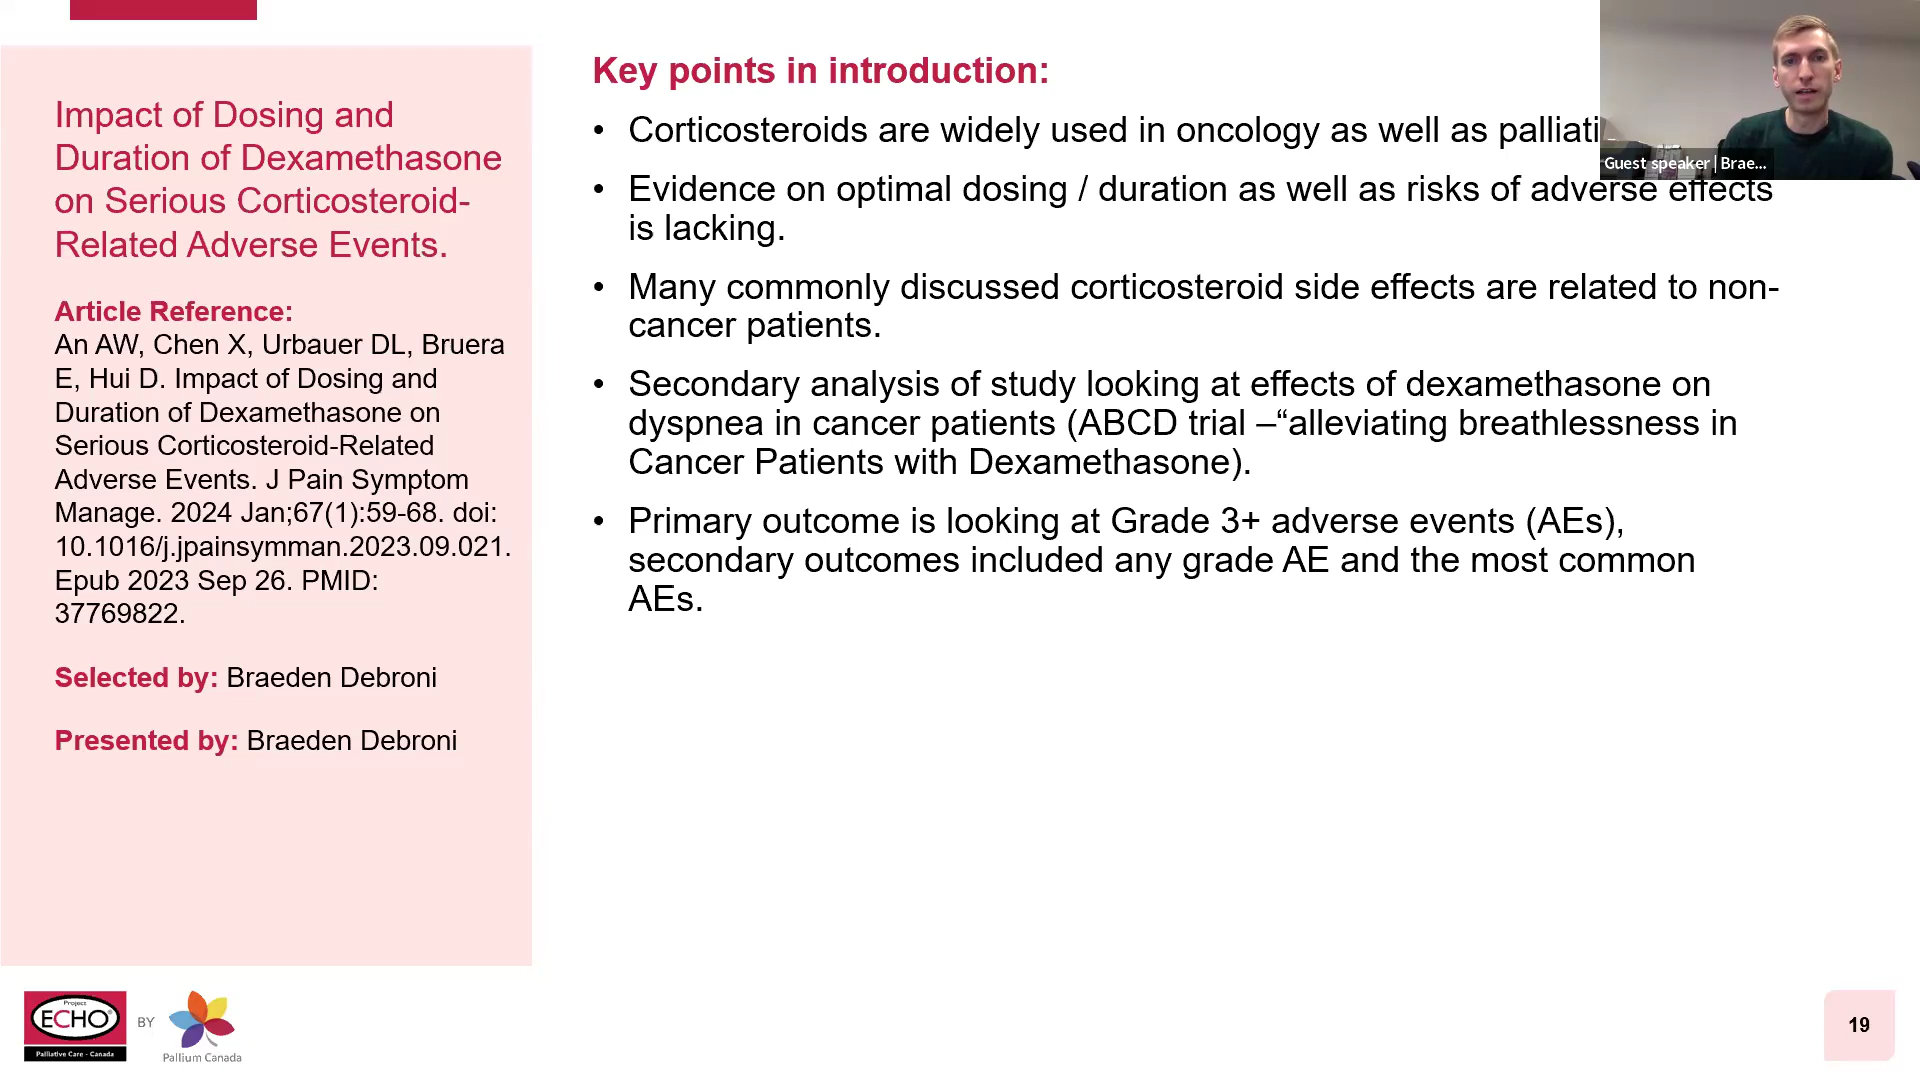 Impact of Dosing and
Duration of Dexamethasone
on Serious Corticosteroid-
Related Adverse Events.
Article Reference:
An AW, Chen X, Urbauer DL, Bruera
E, Hui D. Impact of Dosing and
Duration of Dexamethasone on
Serious Corticosteroid-Related
Adverse Events. J Pain Symptom
Manage. 2024 Jan;67(1):59-68. doi:
10.1016/j.jpainsymman.2023.09.021.
Epub 2023 Sep 26. PMID:
37769822.
Selected by: Braeden Debroni
Presented by: Braeden Debroni
Key points in introduction:
• Corticosteroids are widely used in oncology as well as palliati
• Evidence on optimal dosing / duration as well as risks of adverse effects
is lacking.
• Many commonly discussed corticosteroid side effects are related to non-
cancer patients.
• Secondary analysis of study looking at effects of dexamethasone on
dyspnea in cancer patients (ABCD trial –“alleviating breathlessness in
Cancer Patients with Dexamethasone).
• Primary outcome is looking at Grade 3+ adverse events (AEs),
secondary outcomes included any grade AE and the most common
AEs.
Guest speaker | Brae...
Project
ECHO®
Palliative Care - Canada
BY
Pallium Canada
19